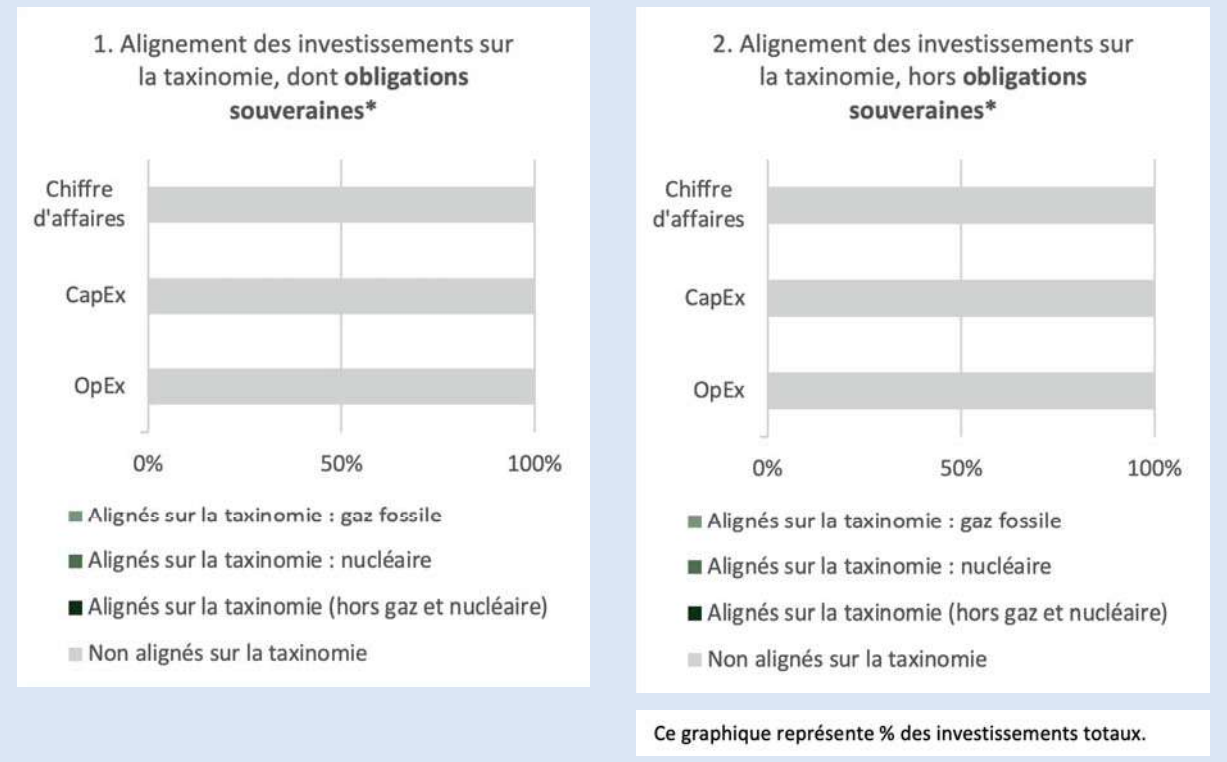 1. Alignement des investissements sur
la taxinomie, dont obligations
souveraines*
Chiffre
d'affaires
CapEx
OpEx
0% 50% 100%
Alignés sur la taxinomie : gaz fossile
Alignés sur la taxinomie : nucléaire
Alignés sur la taxinomie (hors gaz et nucléaire)
Non alignés sur la taxinomie
2. Alignement des investissements sur
la taxinomie, hors obligations
souveraines*
Chiffre
d'affaires
CapEx
OpEx
0% 50% 100%
Alignés sur la taxinomie : gaz fossile
Alignés sur la taxinomie : nucléaire
Alignés sur la taxinomie (hors gaz et nucléaire)
Non alignés sur la taxinomie
Ce graphique représente % des investissements totaux.